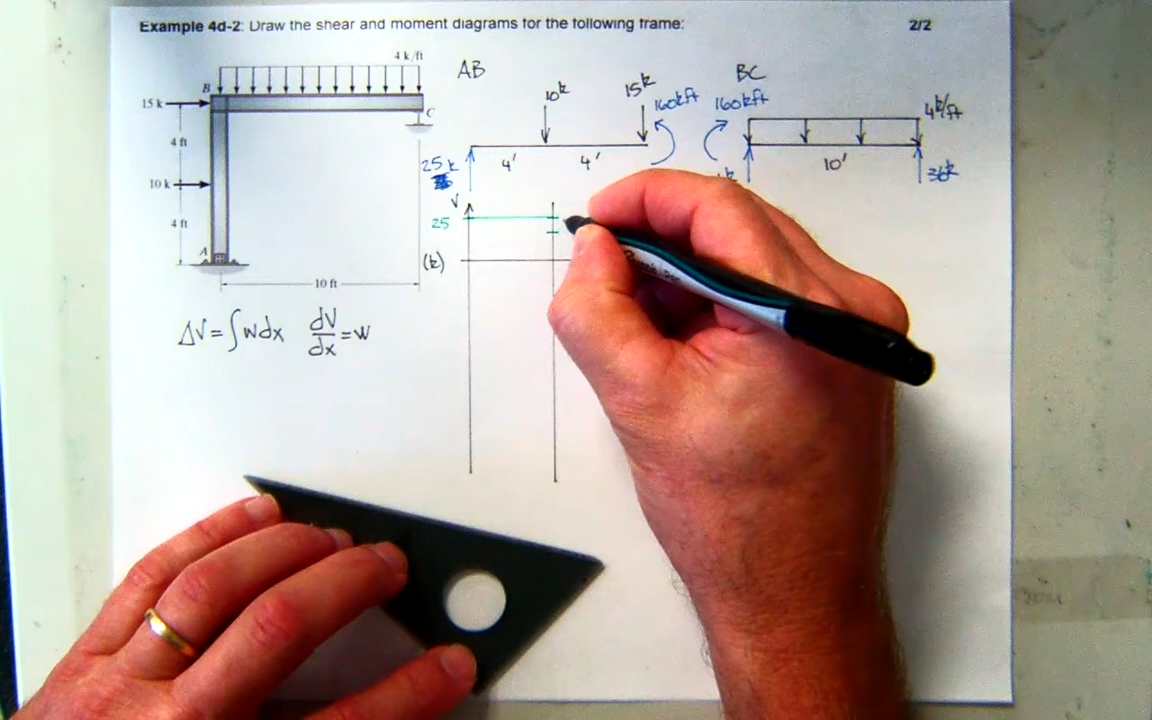 Example 4d-2: Draw the shear and moment diagrams for the following frame:
2/2
4 k/ft
B
15 k
C
4 ft
10 k
4 ft
A
10 ft
ΔV=∫wdx dV/dx=w
AB
10k
15k
160kft
4'
4'
25k
V
25
(k)
BC
160kft
4k/ft
10'
36k